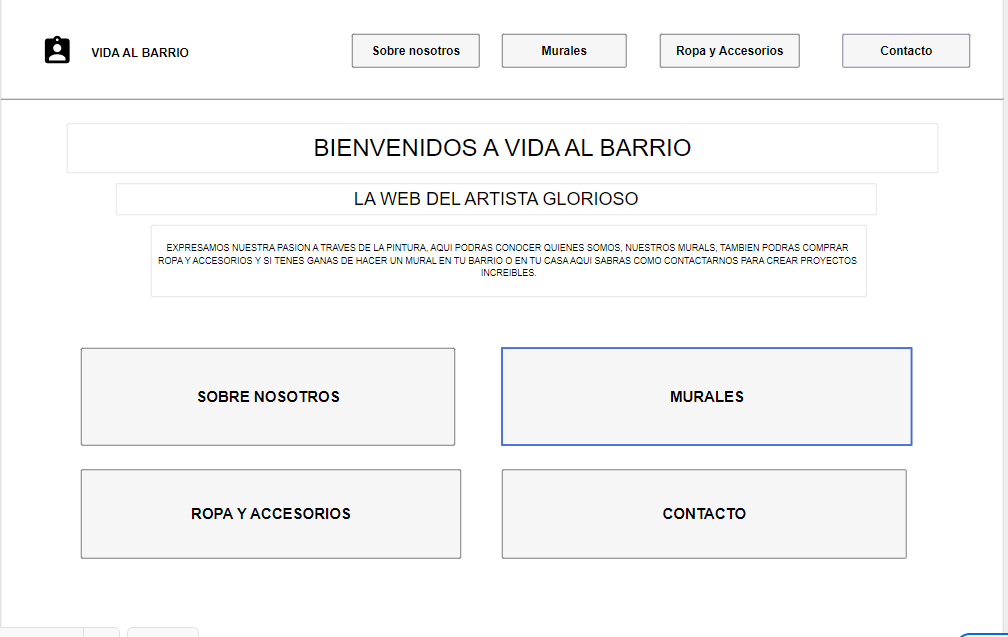 VIDA AL BARRIO
Sobre nosotros
Murales
Ropa y Accesorios
Contacto
BIENVENIDOS A VIDA AL BARRIO
LA WEB DEL ARTISTA GLORIOSO
EXPRESAMOS NUESTRA PASION A TRAVES DE LA PINTURA, AQUI PODRAS CONOCER QUIENES SOMOS, NUESTROS MURALS, TAMBIEN PODRAS COMPRAR
ROPA Y ACCESORIOS Y SI TENES GANAS DE HACER UN MURAL EN TU BARRIO O EN TU CASA AQUI SABRAS COMO CONTACTARNOS PARA CREAR PROYECTOS
INCREIBLES.
SOBRE NOSOTROS
MURALES
ROPA Y ACCESORIOS
CONTACTO